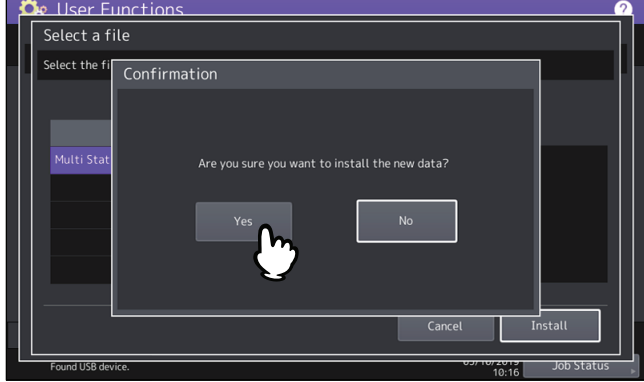 User Functions
?
Select a file
Select the fi
Confirmation
Multi Stat
Are you sure you want to install the new data?
Yes
No
Cancel
Install
Found USB device.
10:16
Job Status